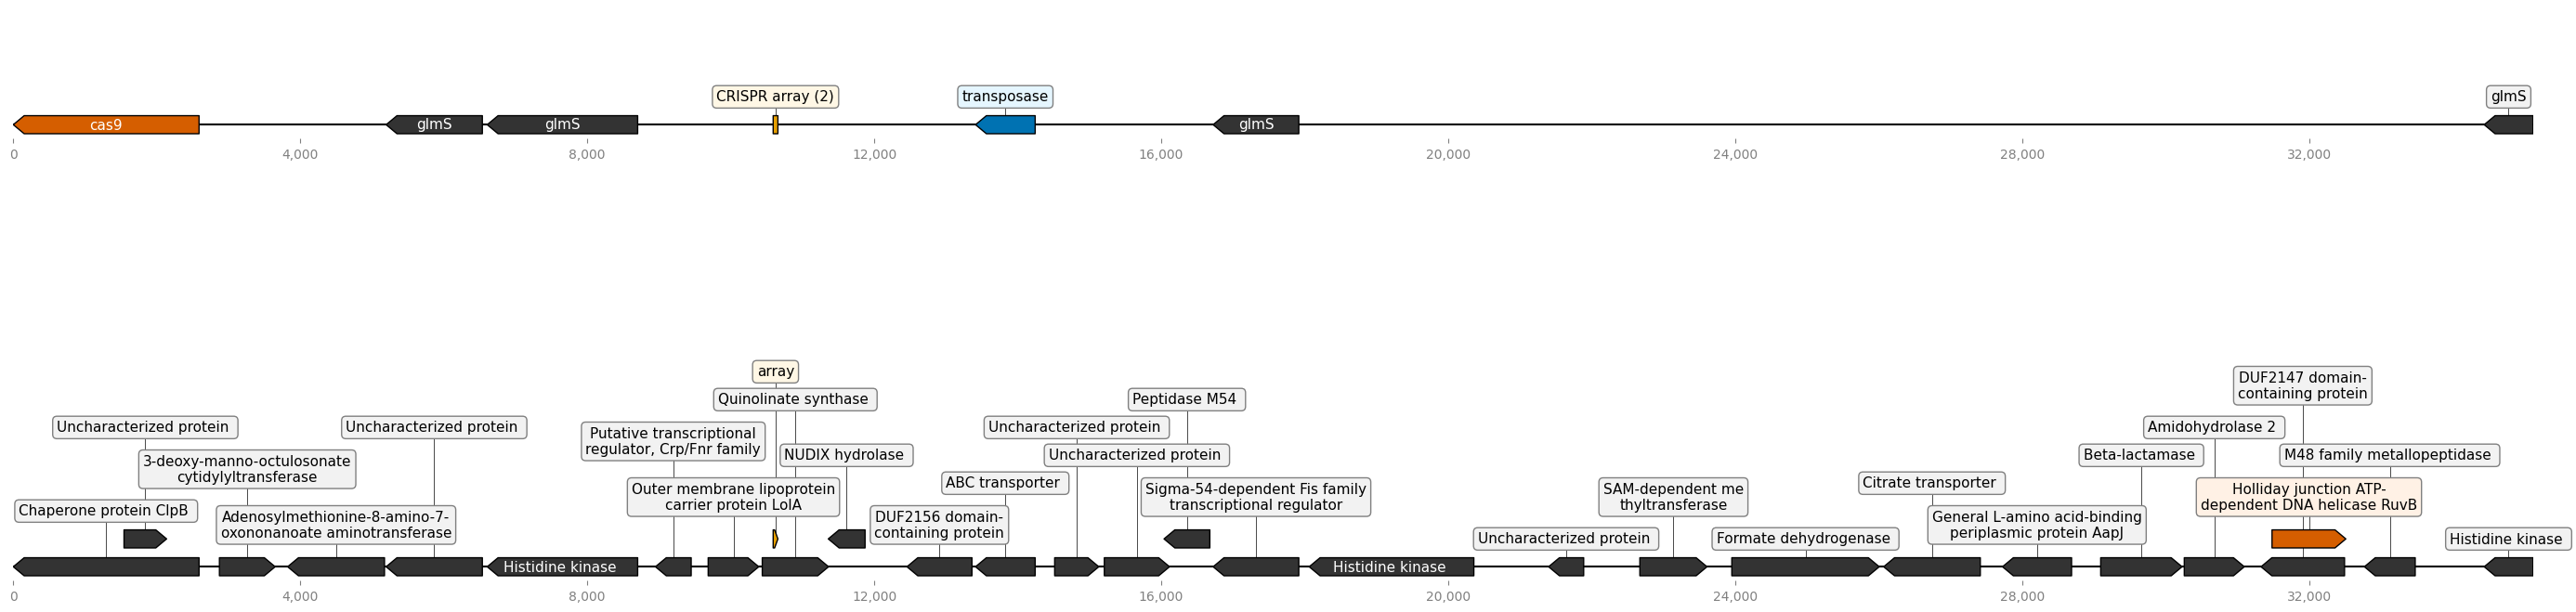 CRISPR array (2)
transposase
glmS
cas9
glmS
glmS
glmS
0
4,000
8,000
12,000
16,000
20,000
24,000
28,000
32,000
array
DUF2147 domain-
containing protein
Quinolinate synthase
Peptidase M54
Uncharacterized protein
Uncharacterized protein
Putative transcriptional
regulator, Crp/Fnr family
Uncharacterized protein
Amidohydrolase 2
3-deoxy-manno-octulosonate
cytidylyltransferase
NUDIX hydrolase
Uncharacterized protein
Beta-lactamase
M48 family metallopeptidase
Outer membrane lipoprotein
carrier protein LolA
ABC transporter
Sigma-54-dependent Fis family
transcriptional regulator
SAM-dependent me
thyltransferase
Citrate transporter
Holliday junction ATP-
dependent DNA helicase RuvB
Chaperone protein ClpB
Adenosylmethionine-8-amino-7-
oxononanoate aminotransferase
DUF2156 domain-
containing protein
Uncharacterized protein
Formate dehydrogenase
General L-amino acid-binding
periplasmic protein AapJ
Histidine kinase
Histidine kinase
Histidine kinase
0
4,000
8,000
12,000
16,000
20,000
24,000
28,000
32,000